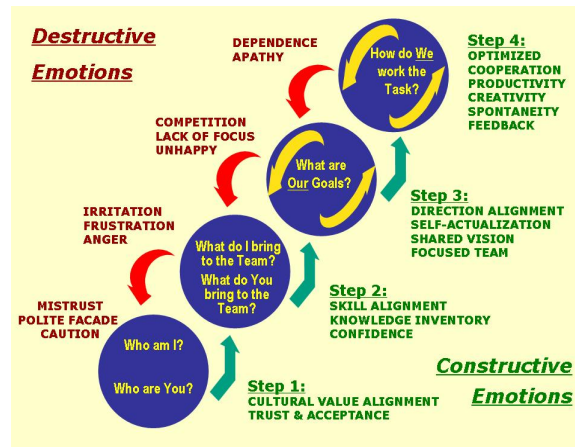 Destructive
Emotions
DEPENDENCE
APATHY
How do We
work the
Task?
Step 4:
OPTIMIZED
COOPERATION
PRODUCTIVITY
CREATIVITY
SPONTANEITY
FEEDBACK
COMPETITION
LACK OF FOCUS
UNHAPPY
What are
Our Goals?
Step 3:
DIRECTION ALIGNMENT
SELF-ACTUALIZATION
SHARED VISION
FOCUSED TEAM
IRRITATION
FRUSTRATION
ANGER
What do I bring
to the Team?
What do You
bring to the
Team?
Step 2:
SKILL ALIGNMENT
KNOWLEDGE INVENTORY
CONFIDENCE
MISTRUST
POLITE FACADE
CAUTION
Who am I?
Who are You?
Step 1:
CULTURAL VALUE ALIGNMENT
TRUST & ACCEPTANCE
Constructive
Emotions